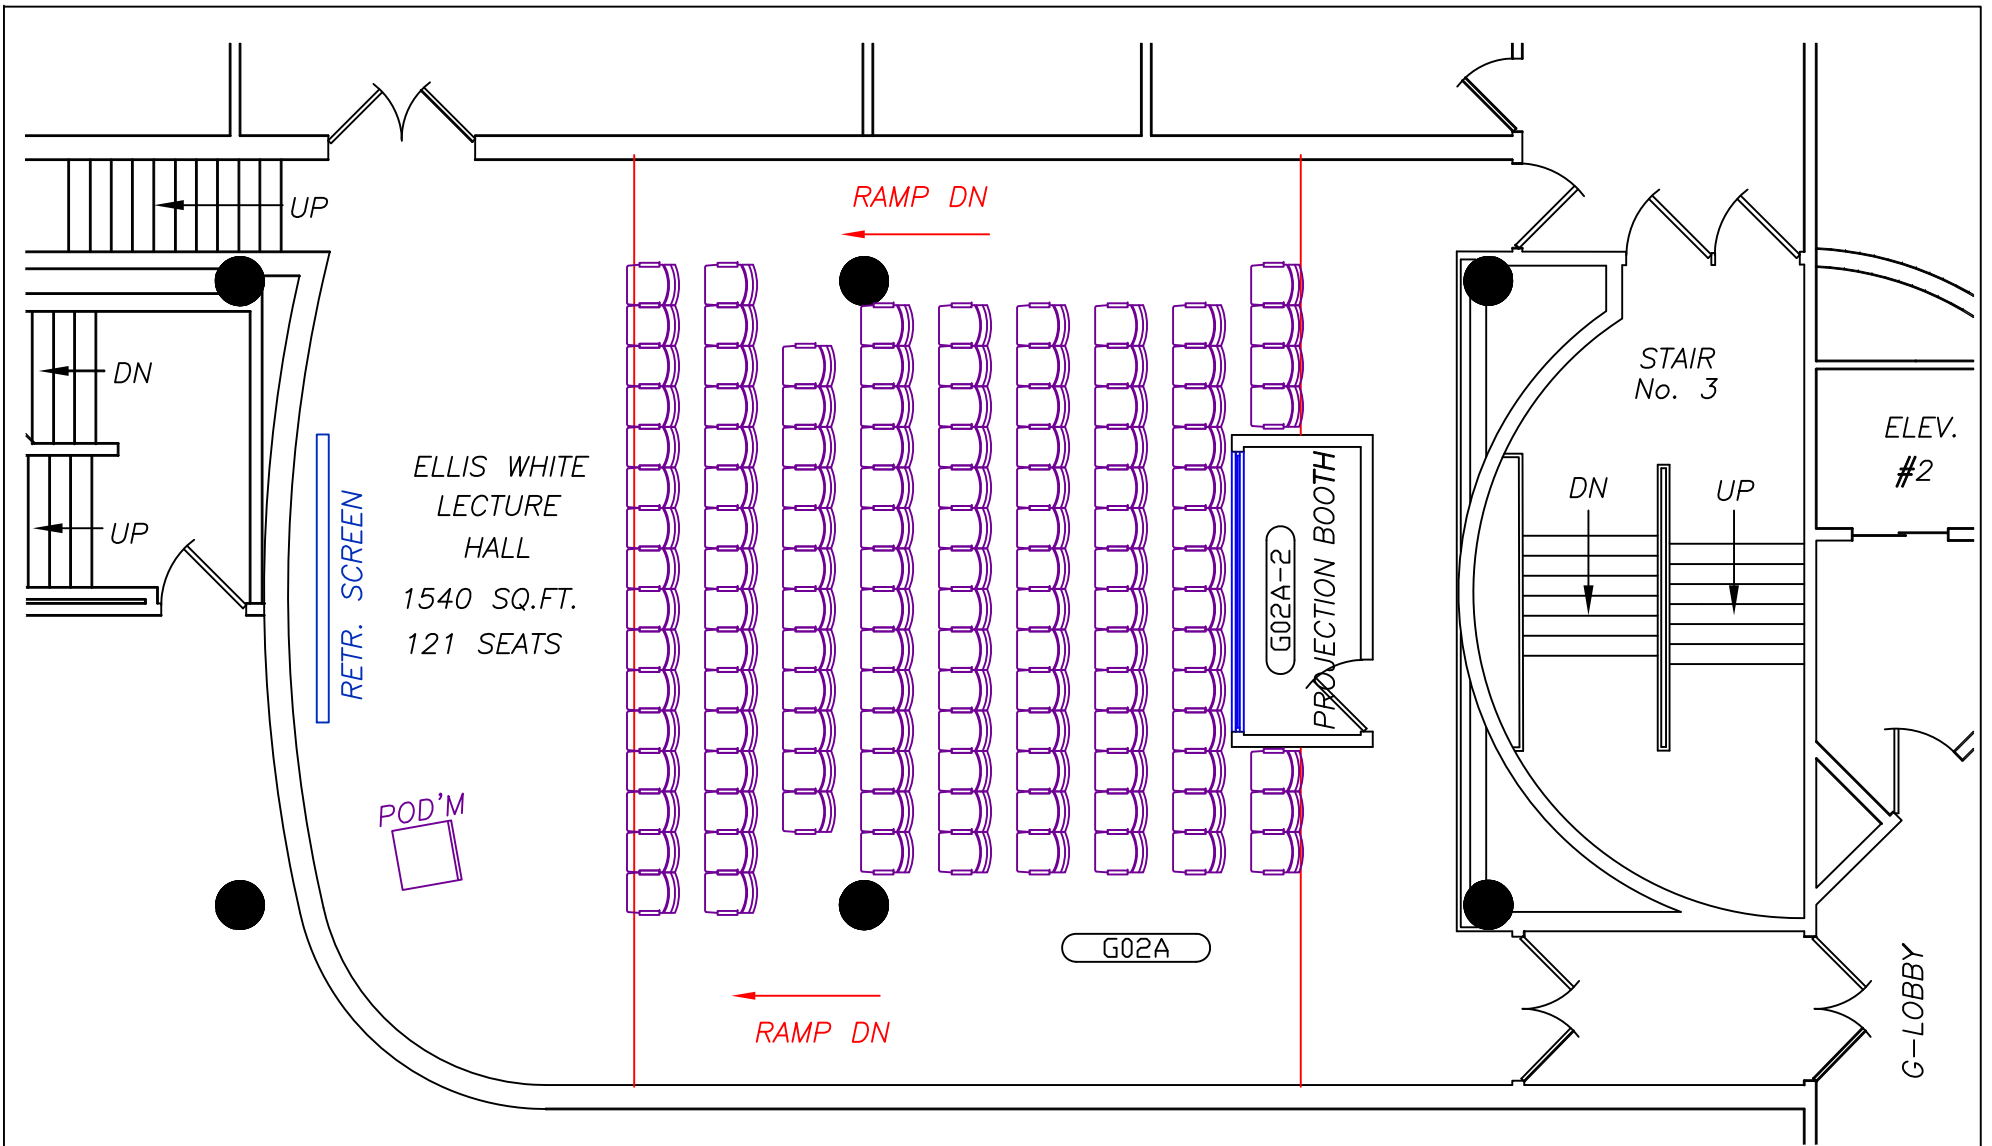 RAMP DN
UP
STAIR
No. 3
DN
ELEV.
#2
ELLIS WHITE
LECTURE
HALL
1540 SQ.FT.
121 SEATS
RETR. SCREEN
UP
DN
UP
G02A-2
PROJECTION BOOTH
POD'M
G02A
RAMP DN
G-LOBBY